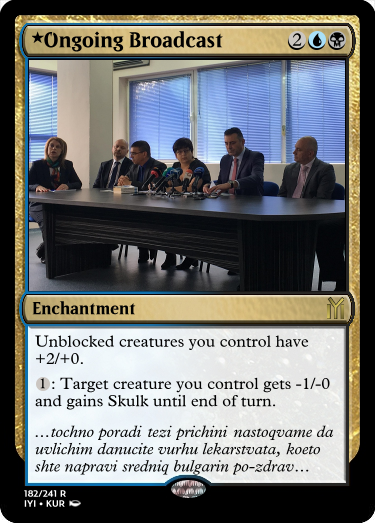 ★Ongoing Broadcast 2
Enchantment
Unblocked creatures you control have
+2/+0.
1: Target creature you control gets -1/-0
and gains Skulk until end of turn.
...tochno poradi tezi prichini nastoqvame da
uvlichim danucite vurhu lekarstvata, koeto
shte napravi sredniq bulgarin po-zdrav...
182/241 R
IYI • KUR